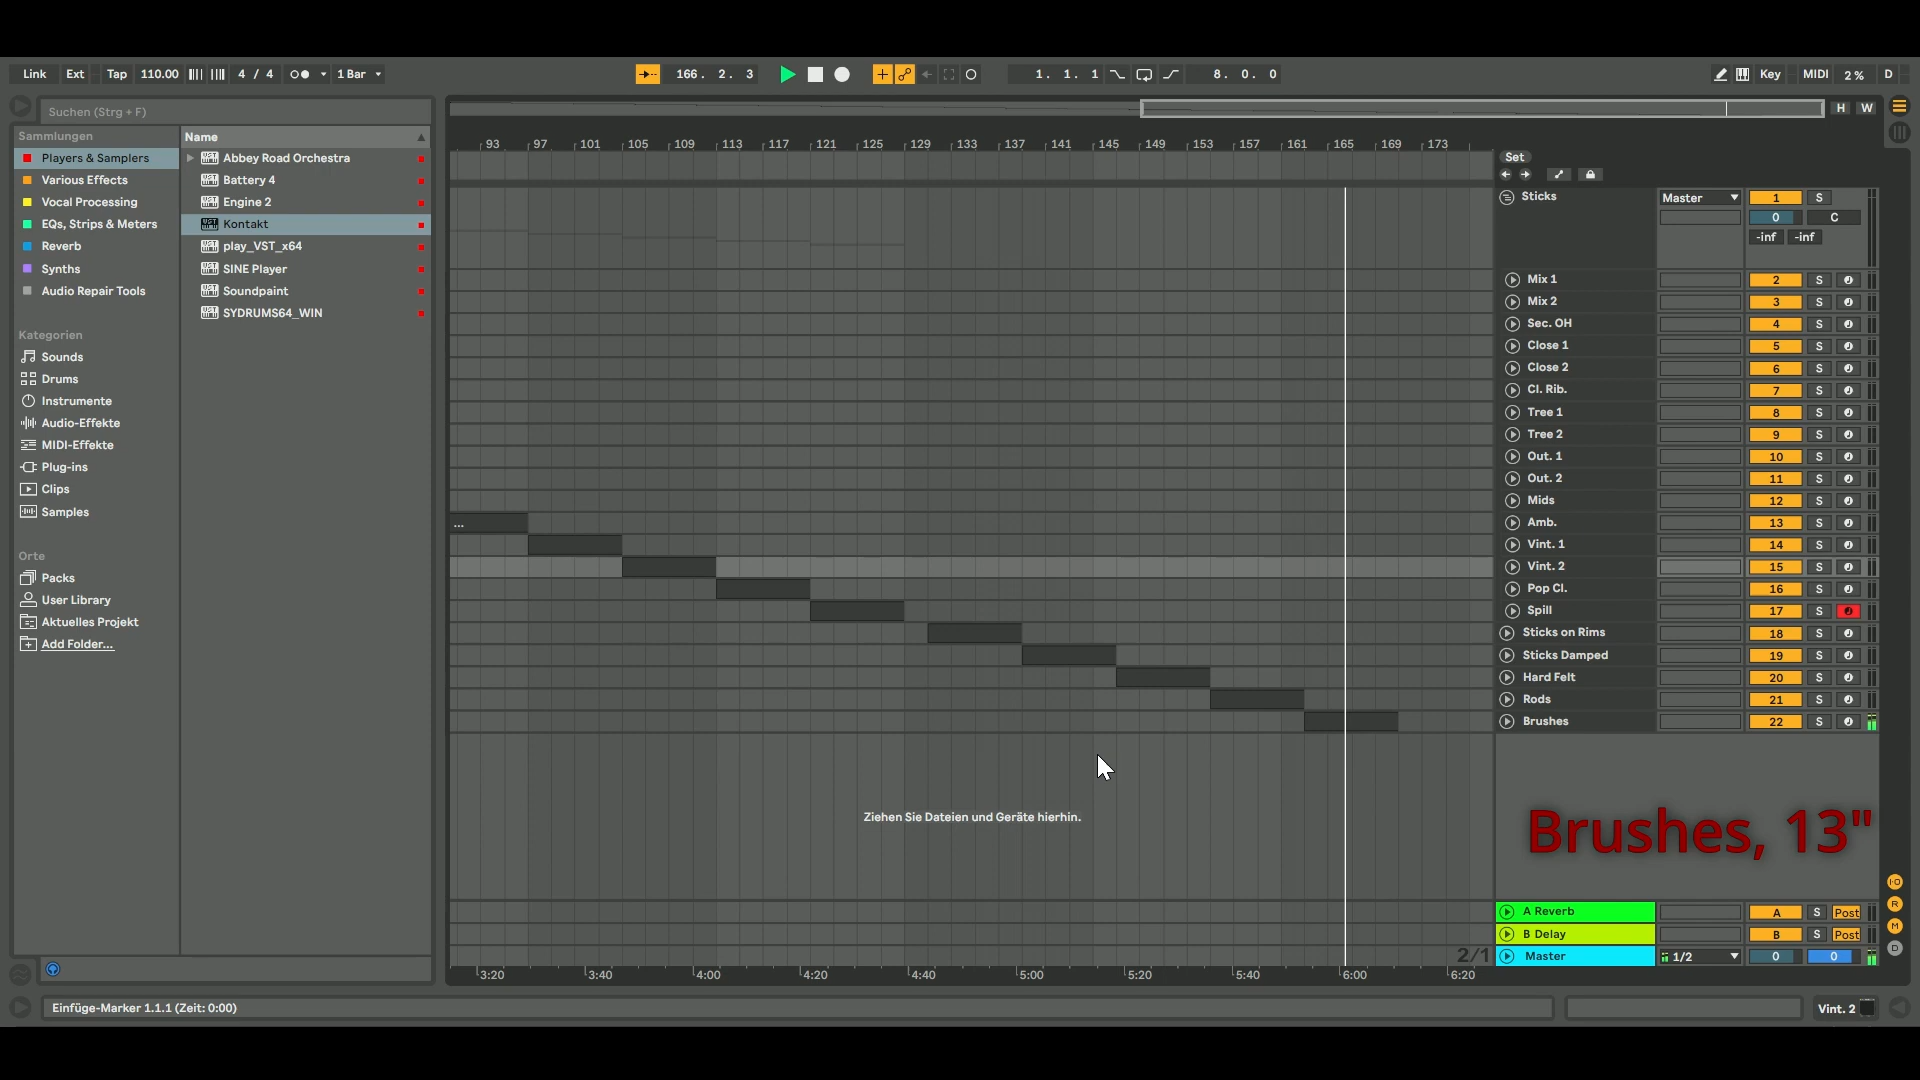 Link Ext Tap 110.00 4 / 4 1 Bar 166. 2. 3 1. 1. 1 8. 0. 0 Key MIDI 2 % D
Suchen (Strg + F)
H W
Sammlungen
Players & Samplers
Various Effects
Vocal Processing
EQs, Strips & Meters
Reverb
Synths
Audio Repair Tools
Kategorien
Sounds
Drums
Instrumente
Audio-Effekte
MIDI-Effekte
Plug-ins
Clips
Samples
Orte
Packs
User Library
Aktuelles Projekt
Add Folder...
Name
Abbey Road Orchestra
Battery 4
Engine 2
Kontakt
play_VST_x64
SINE Player
Soundpaint
SYDRUMS64_WIN
93 97 101 105 109 113 117 121 125 129 133 137 141 145 149 153 157 161 165 169 173
...
Ziehen Sie Dateien und Geräte hierhin.
2/1
3:20 3:40 4:00 4:20 4:40 5:00 5:20 5:40 6:00 6:20
Set
Sticks Master 1 S
0 C
-inf -inf
Mix 1 2 S
Mix 2 3 S
Sec. OH 4 S
Close 1 5 S
Close 2 6 S
Cl. Rib. 7 S
Tree 1 8 S
Tree 2 9 S
Out. 1 10 S
Out. 2 11 S
Mids 12 S
Amb. 13 S
Vint. 1 14 S
Vint. 2 15 S
Pop Cl. 16 S
Spill 17 S
Sticks on Rims 18 S
Sticks Damped 19 S
Hard Felt 20 S
Rods 21 S
Brushes 22 S
Brushes, 13"
A Reverb A S Post
B Delay B S Post
Master 1/2 0 0
I·O
R
M
D
Einfüge-Marker 1.1.1 (Zeit: 0:00)
Vint. 2